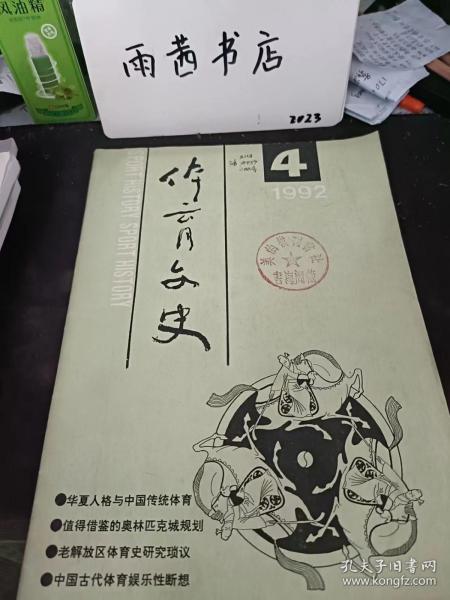 风油精
雨茜书店
2023
SPORT HISTORY SPORT HISTORY
体育文史
4
1992
●华夏人格与中国传统体育
●值得借鉴的奥林匹克城规划
●老解放区体育史研究琐议
●中国古代体育娱乐性断想
孔夫子旧书网
www.kongfz.com